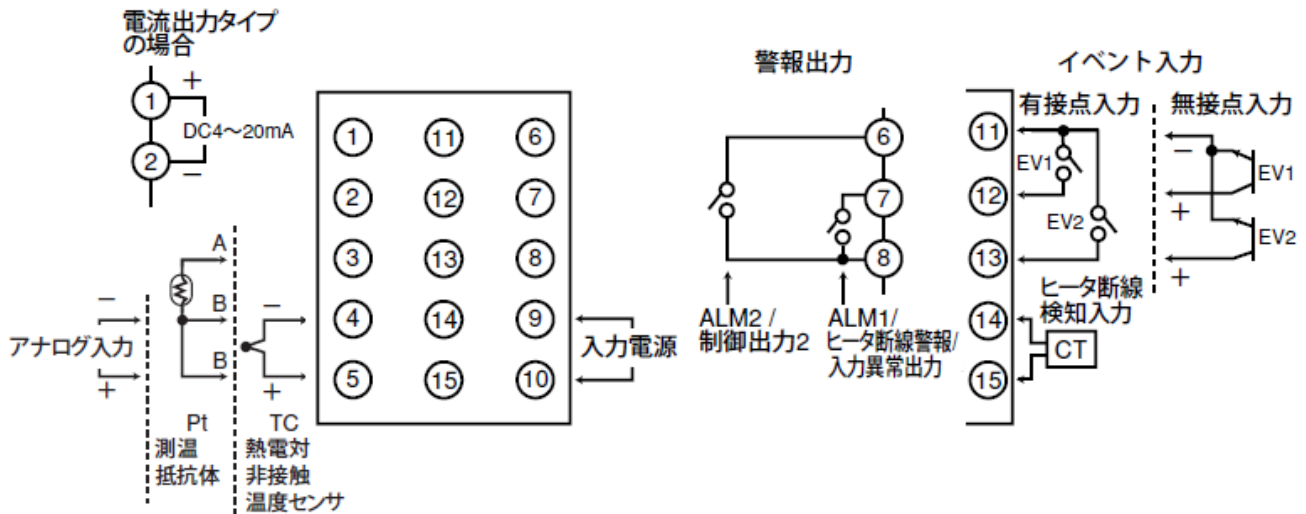 電流出力タイプ
の場合
1
+
DC4～20mA
2
−
A
B
B
−
アナログ入力
+
−
+
Pt
測温
抵抗体
TC
熱電対
非接触
温度センサ
1 11 6
2 12 7
3 13 8
4 14 9
5 15 10
入力電源
警報出力
6
7
8
ALM2 /
制御出力2
ALM1/
ヒータ断線警報/
入力異常出力
イベント入力
有接点入力
無接点入力
11
EV1
12
EV2
13
−
EV1
+
EV2
+
ヒータ断線
検知入力
14
CT
15